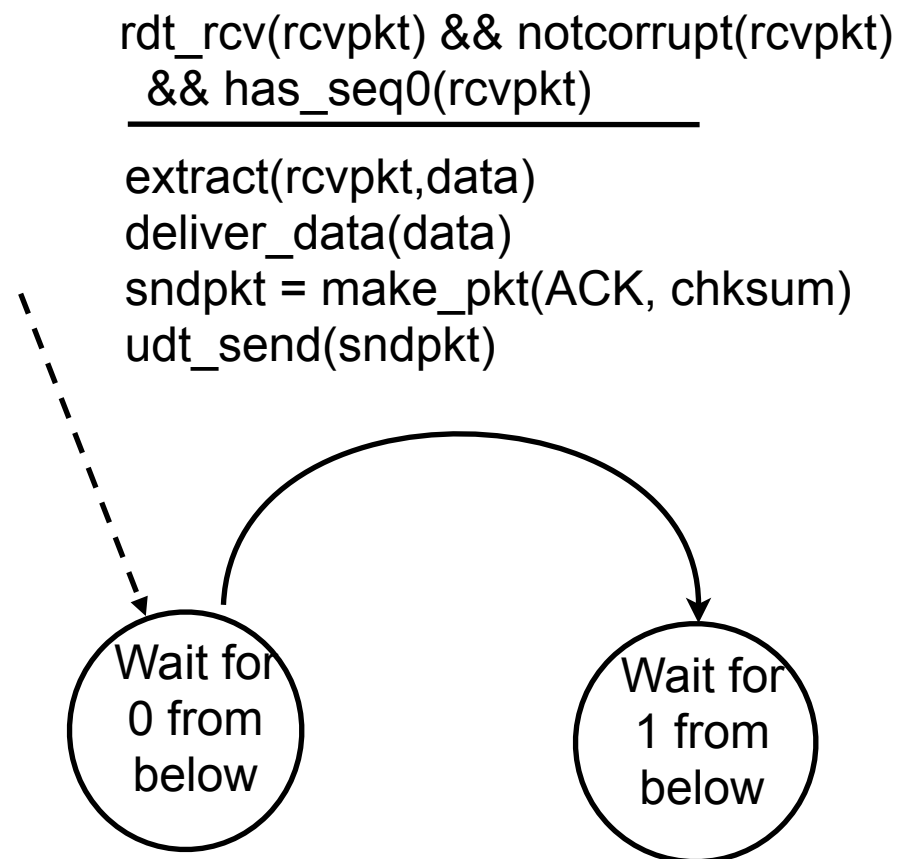 rdt_rcv(rcvpkt) && notcorrupt(rcvpkt)
&& has_seq0(rcvpkt)
extract(rcvpkt,data)
deliver_data(data)
sndpkt = make_pkt(ACK, chksum)
udt_send(sndpkt)
Wait for
0 from
below
Wait for
1 from
below